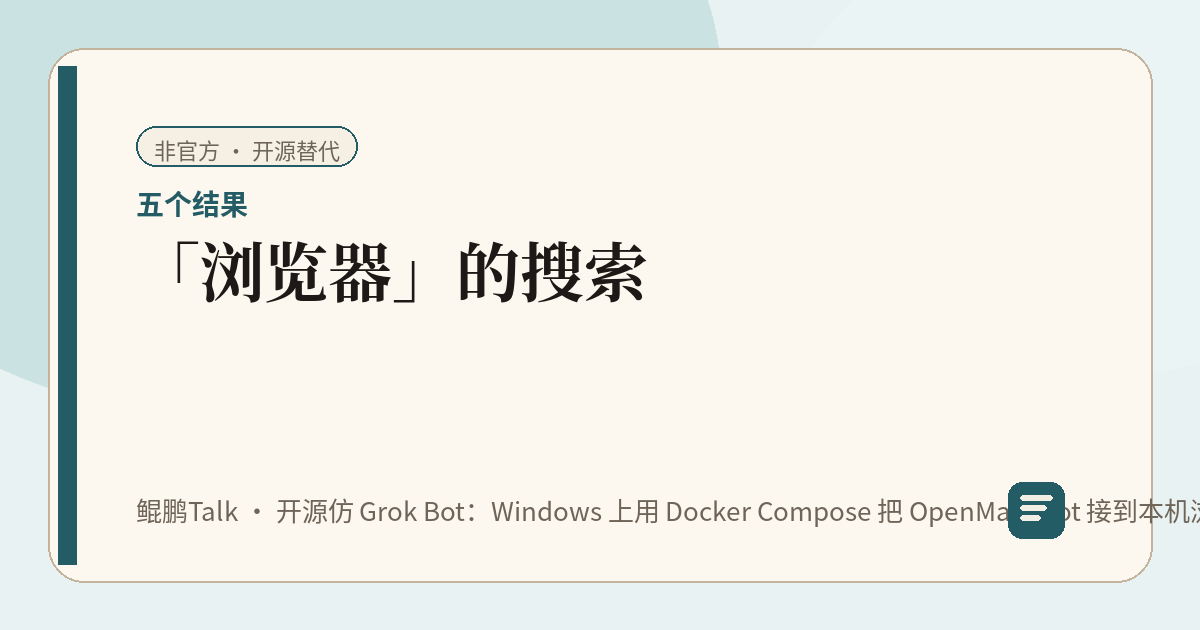 非官方 · 开源替代
五个结果
「浏览器」的搜索
鲲鹏Talk · 开源仿 Grok Bot：Windows 上用 Docker Compose 把 接到本机